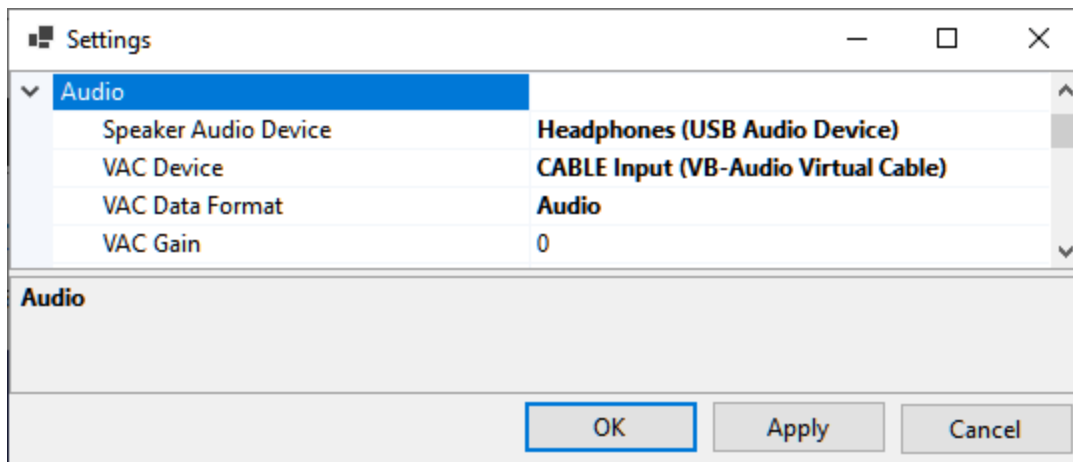 Settings
Audio
Speaker Audio Device Headphones (USB Audio Device)
VAC Device CABLE Input (VB-Audio Virtual Cable)
VAC Data Format Audio
VAC Gain 0
Audio
OK Apply Cancel